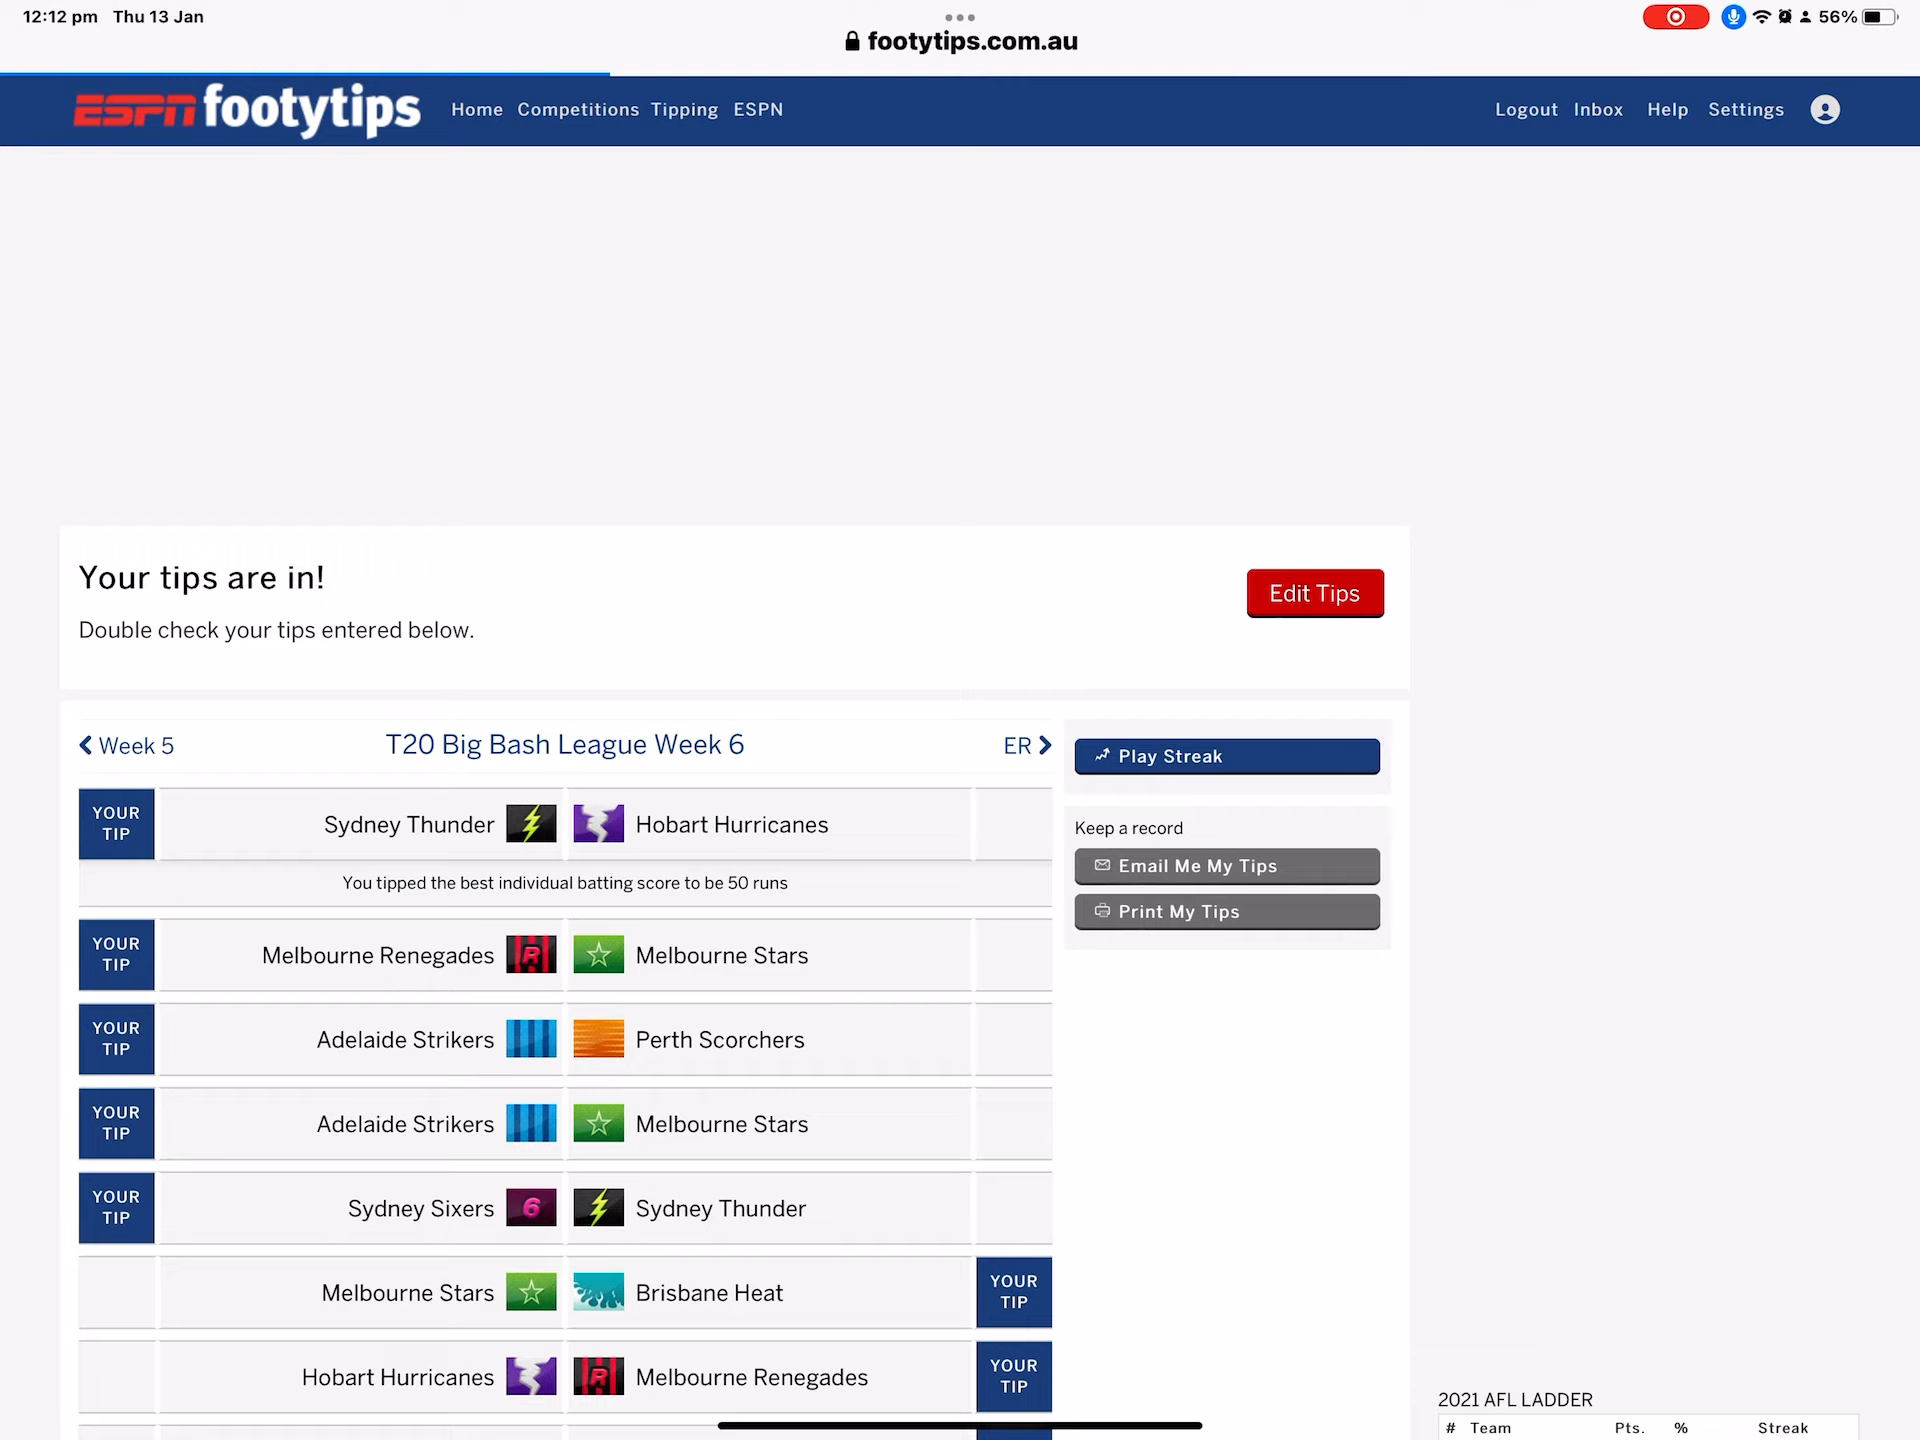 12:12 pm Thu 13 Jan
56%
footytips.com.au
ESPN footytips Home Competitions Tipping ESPN Logout Inbox Help Settings
Your tips are in!
Edit Tips
Double check your tips entered below.
Week 5 T20 Big Bash League Week 6 ER
Play Streak
YOUR TIP Sydney Thunder Hobart Hurricanes
Keep a record
Email Me My Tips
You tipped the best individual batting score to be 50 runs
Print My Tips
YOUR TIP Melbourne Renegades R Melbourne Stars
YOUR TIP Adelaide Strikers Perth Scorchers
YOUR TIP Adelaide Strikers Melbourne Stars
YOUR TIP Sydney Sixers 6 Sydney Thunder
Melbourne Stars Brisbane Heat YOUR TIP
Hobart Hurricanes R Melbourne Renegades YOUR TIP
2021 AFL LADDER
# Team Pts. % Streak